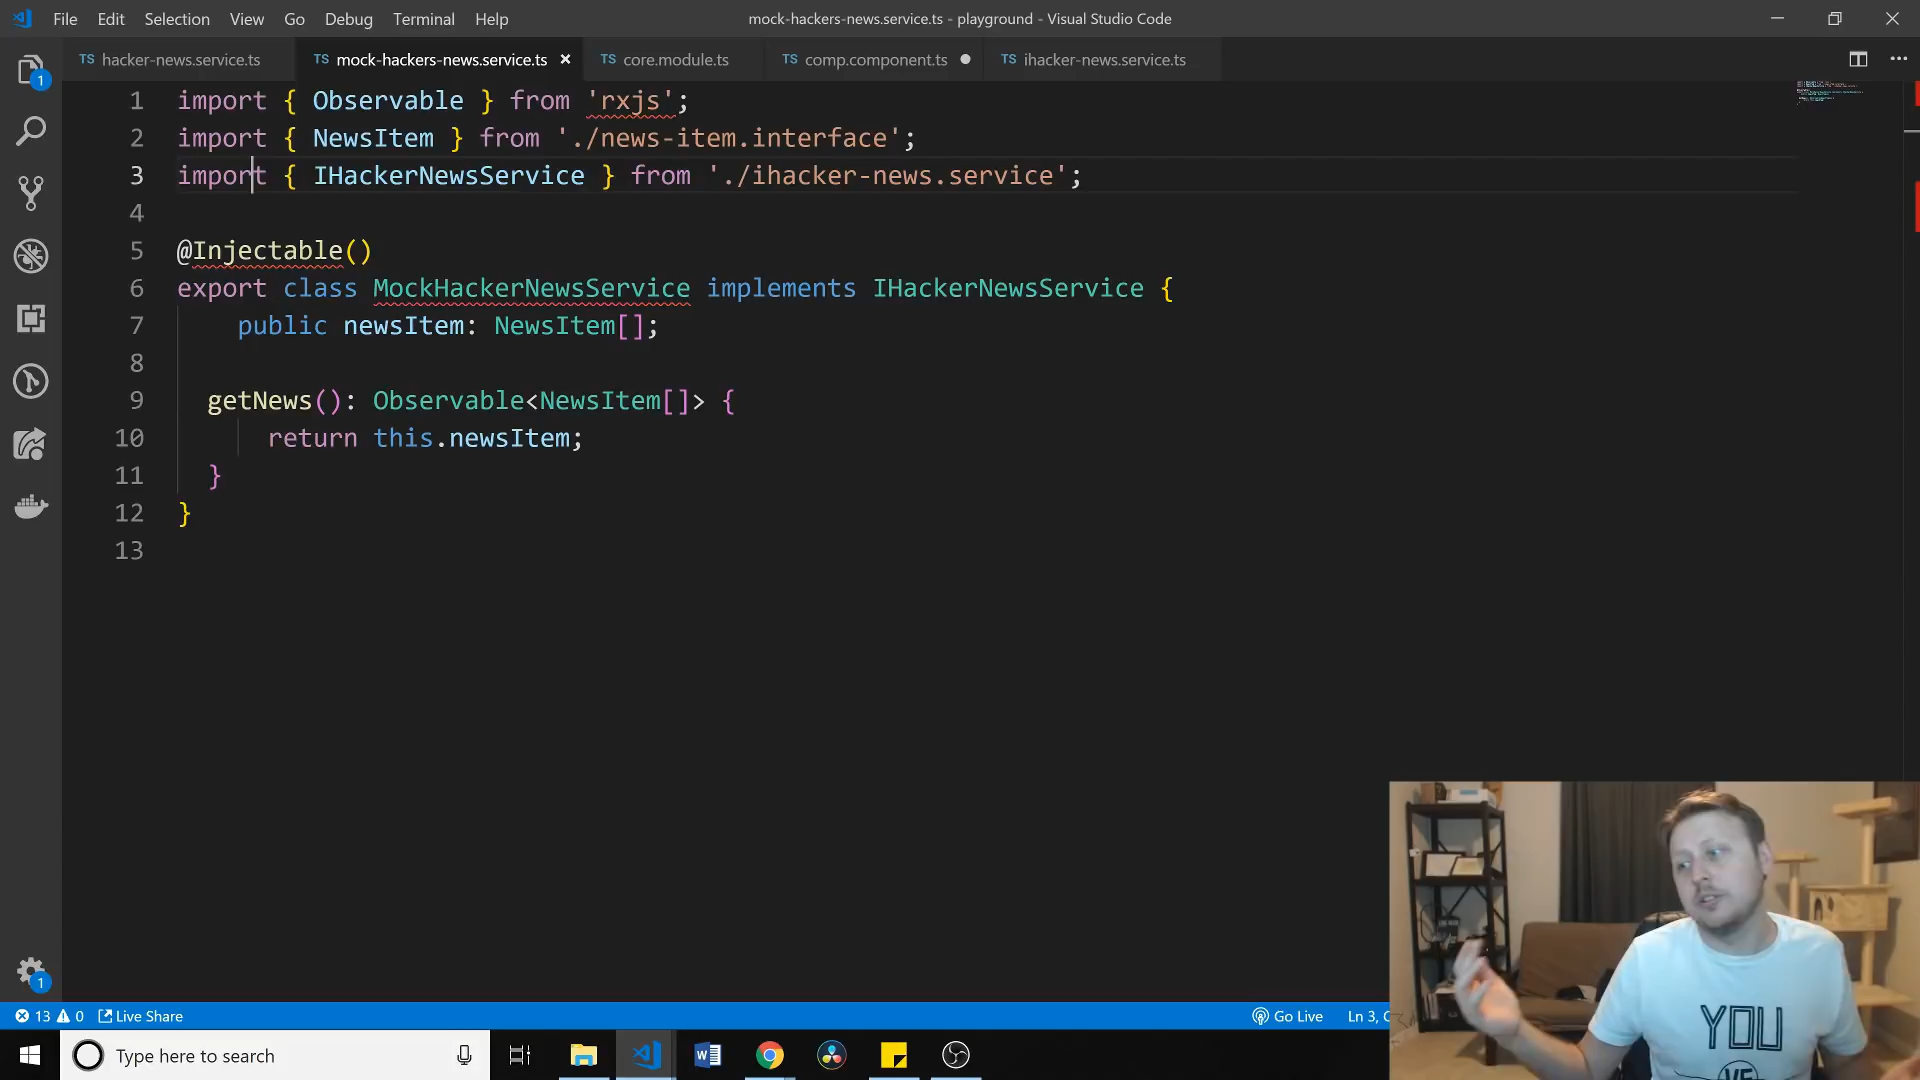 File Edit Selection View Go Debug Terminal Help
mock-hackers-news.service.ts - playground - Visual Studio Code
TS hacker-news.service.ts
TS mock-hackers-news.service.ts
TS core.module.ts
TS comp.component.ts
TS ihacker-news.service.ts
1 import { Observable } from 'rxjs';
2 import { NewsItem } from './news-item.interface';
3 import { IHackerNewsService } from './ihacker-news.service';
4
5 @Injectable()
6 export class MockHackerNewsService implements IHackerNewsService {
7 public newsItem: NewsItem[];
8
9 getNews(): Observable<NewsItem[]> {
10 return this.newsItem;
11 }
12 }
13
1
1
13 0 Live Share
Go Live
Ln 3,
Type here to search
YOU